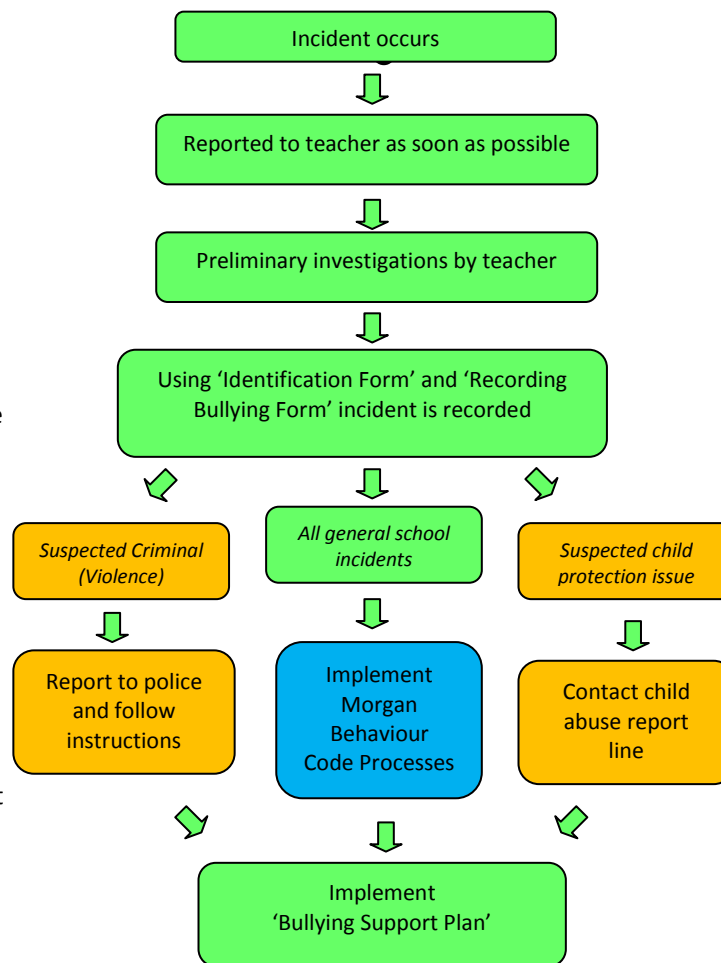 Incident occurs
Reported to teacher as soon as possible
Preliminary investigations by teacher
Using ‘Identification Form’ and ‘Recording
Bullying Form’ incident is recorded
e
Suspected Criminal
(Violence)
All general school
incidents
Suspected child
protection issue
Report to police
and follow
instructions
Implement
Morgan
Behaviour
Code Processes
Contact child
abuse report
line
t
Implement
‘Bullying Support Plan’